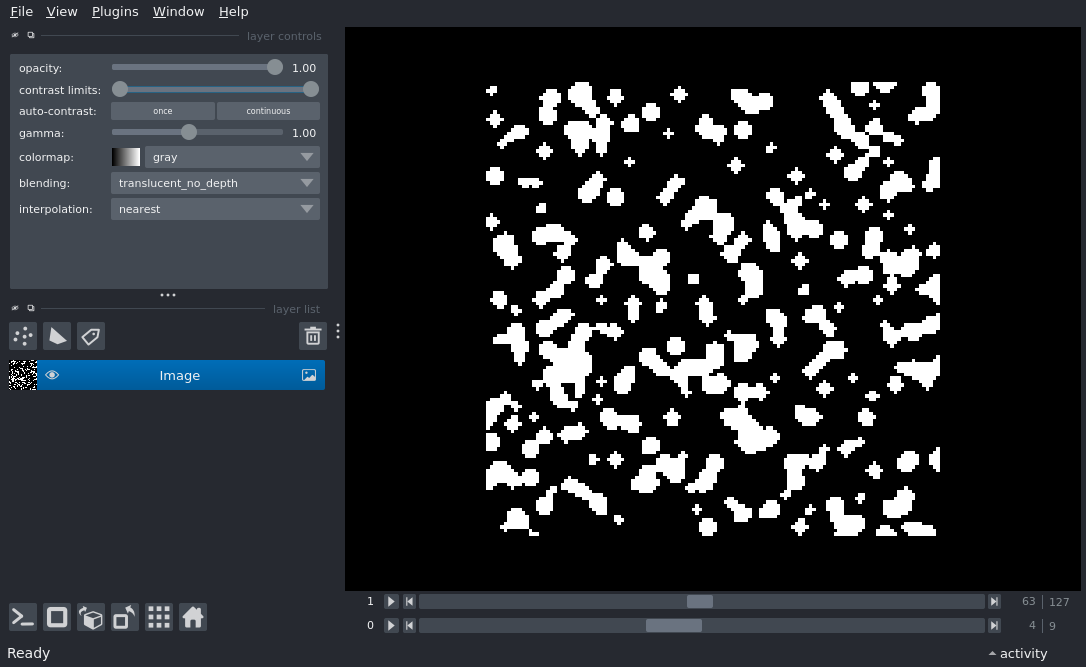 File View Plugins Window Help
layer controls
opacity: 1.00
contrast limits:
auto-contrast: once continuous
gamma: 1.00
colormap: gray
blending: translucent_no_depth
interpolation: nearest
layer list
Image
1 63 127
0 4 9
Ready activity